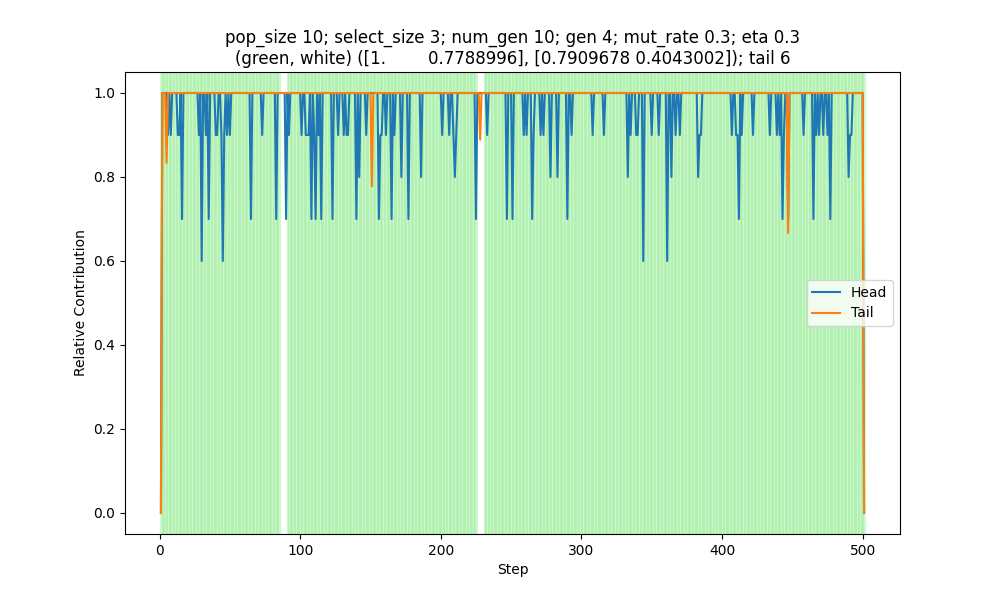 pop_size 10; select_size 3; num_gen 10; gen 4; mut_rate 0.3; eta 0.3
(green, white) ([1. 0.7788996], [0.7909678 0.4043002]); tail 6
1.0
0.8
0.6
0.4
0.2
0.0
Relative Contribution
Head
Tail
0 100 200 300 400 500
Step